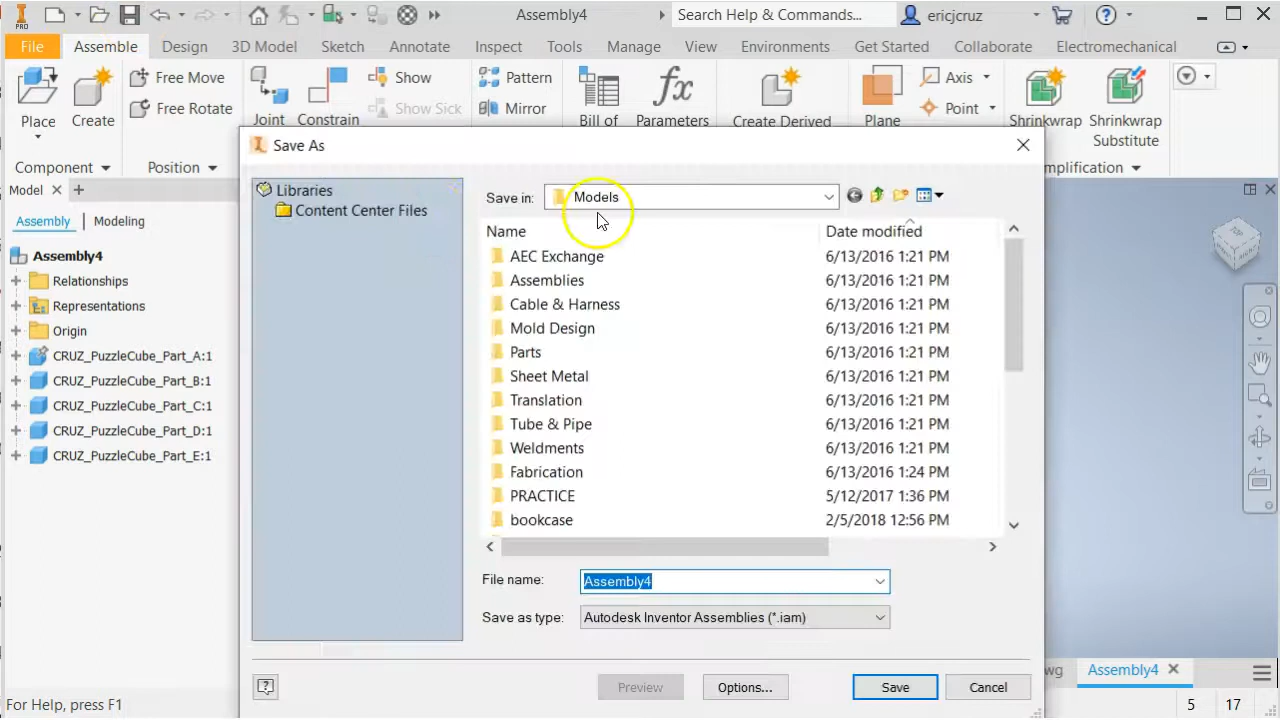 PRO
Assembly4
Search Help & Commands...
ericjcruz
File Assemble Design 3D Model Sketch Annotate Inspect Tools Manage View Environments Get Started Collaborate Electromechanical
Place
Create
Free Move
Free Rotate
Joint
Constrain
Show
Show Sick
Pattern
Mirror
Bill of
fx
Parameters
Create Derived
Plane
Axis
Point
Shrinkwrap
Shrinkwrap
Substitute
Component
Position
mplification
Model
Assembly Modeling
Assembly4
Relationships
Representations
Origin
CRUZ_PuzzleCube_Part_A:1
CRUZ_PuzzleCube_Part_B:1
CRUZ_PuzzleCube_Part_C:1
CRUZ_PuzzleCube_Part_D:1
CRUZ_PuzzleCube_Part_E:1
Save As
Libraries
Content Center Files
Save in: Models
Name Date modified
AEC Exchange 6/13/2016 1:21 PM
Assemblies 6/13/2016 1:21 PM
Cable & Harness 6/13/2016 1:21 PM
Mold Design 6/13/2016 1:21 PM
Parts 6/13/2016 1:21 PM
Sheet Metal 6/13/2016 1:21 PM
Translation 6/13/2016 1:21 PM
Tube & Pipe 6/13/2016 1:21 PM
Weldments 6/13/2016 1:21 PM
Fabrication 6/13/2016 1:24 PM
PRACTICE 5/12/2017 1:36 PM
bookcase 2/5/2018 12:56 PM
File name: Assembly4
Save as type: Autodesk Inventor Assemblies (*.iam)
Preview Options... Save Cancel
wg Assembly4
For Help, press F1
5 17